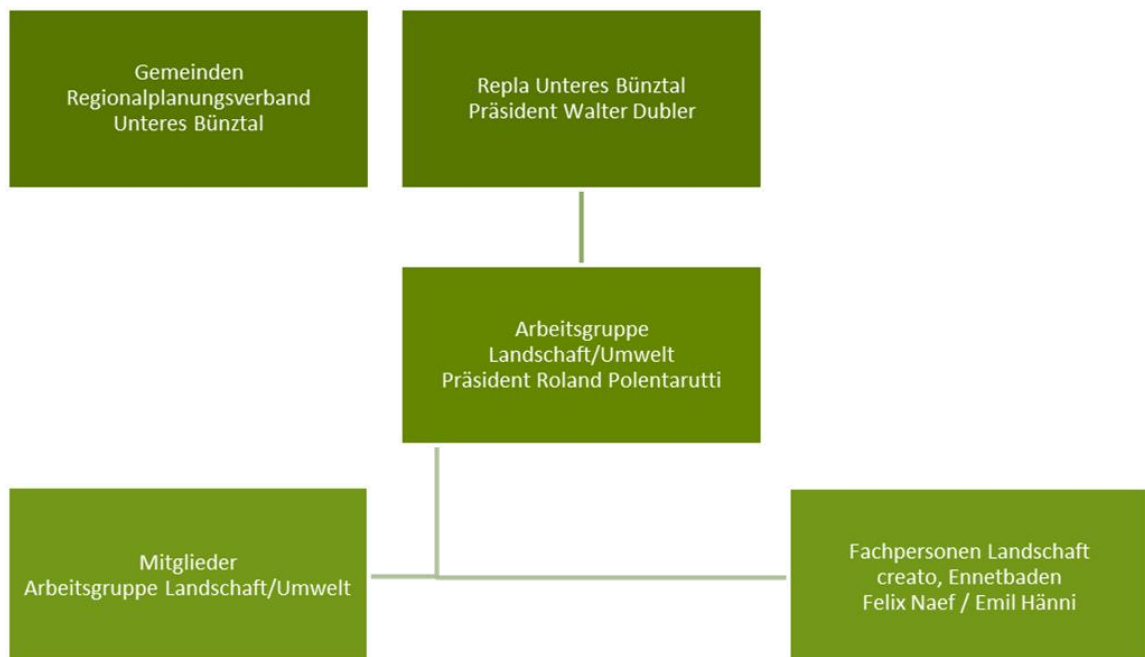 Gemeinden
Regionalplanungsverband
Unteres Bünztal
Repla Unteres Bünztal
Präsident Walter Dubler
Arbeitsgruppe
Landschaft/Umwelt
Präsident Roland Polentarutti
Mitglieder
Arbeitsgruppe Landschaft/Umwelt
Fachpersonen Landschaft
creato, Ennetbaden
Felix Naef / Emil Hänni